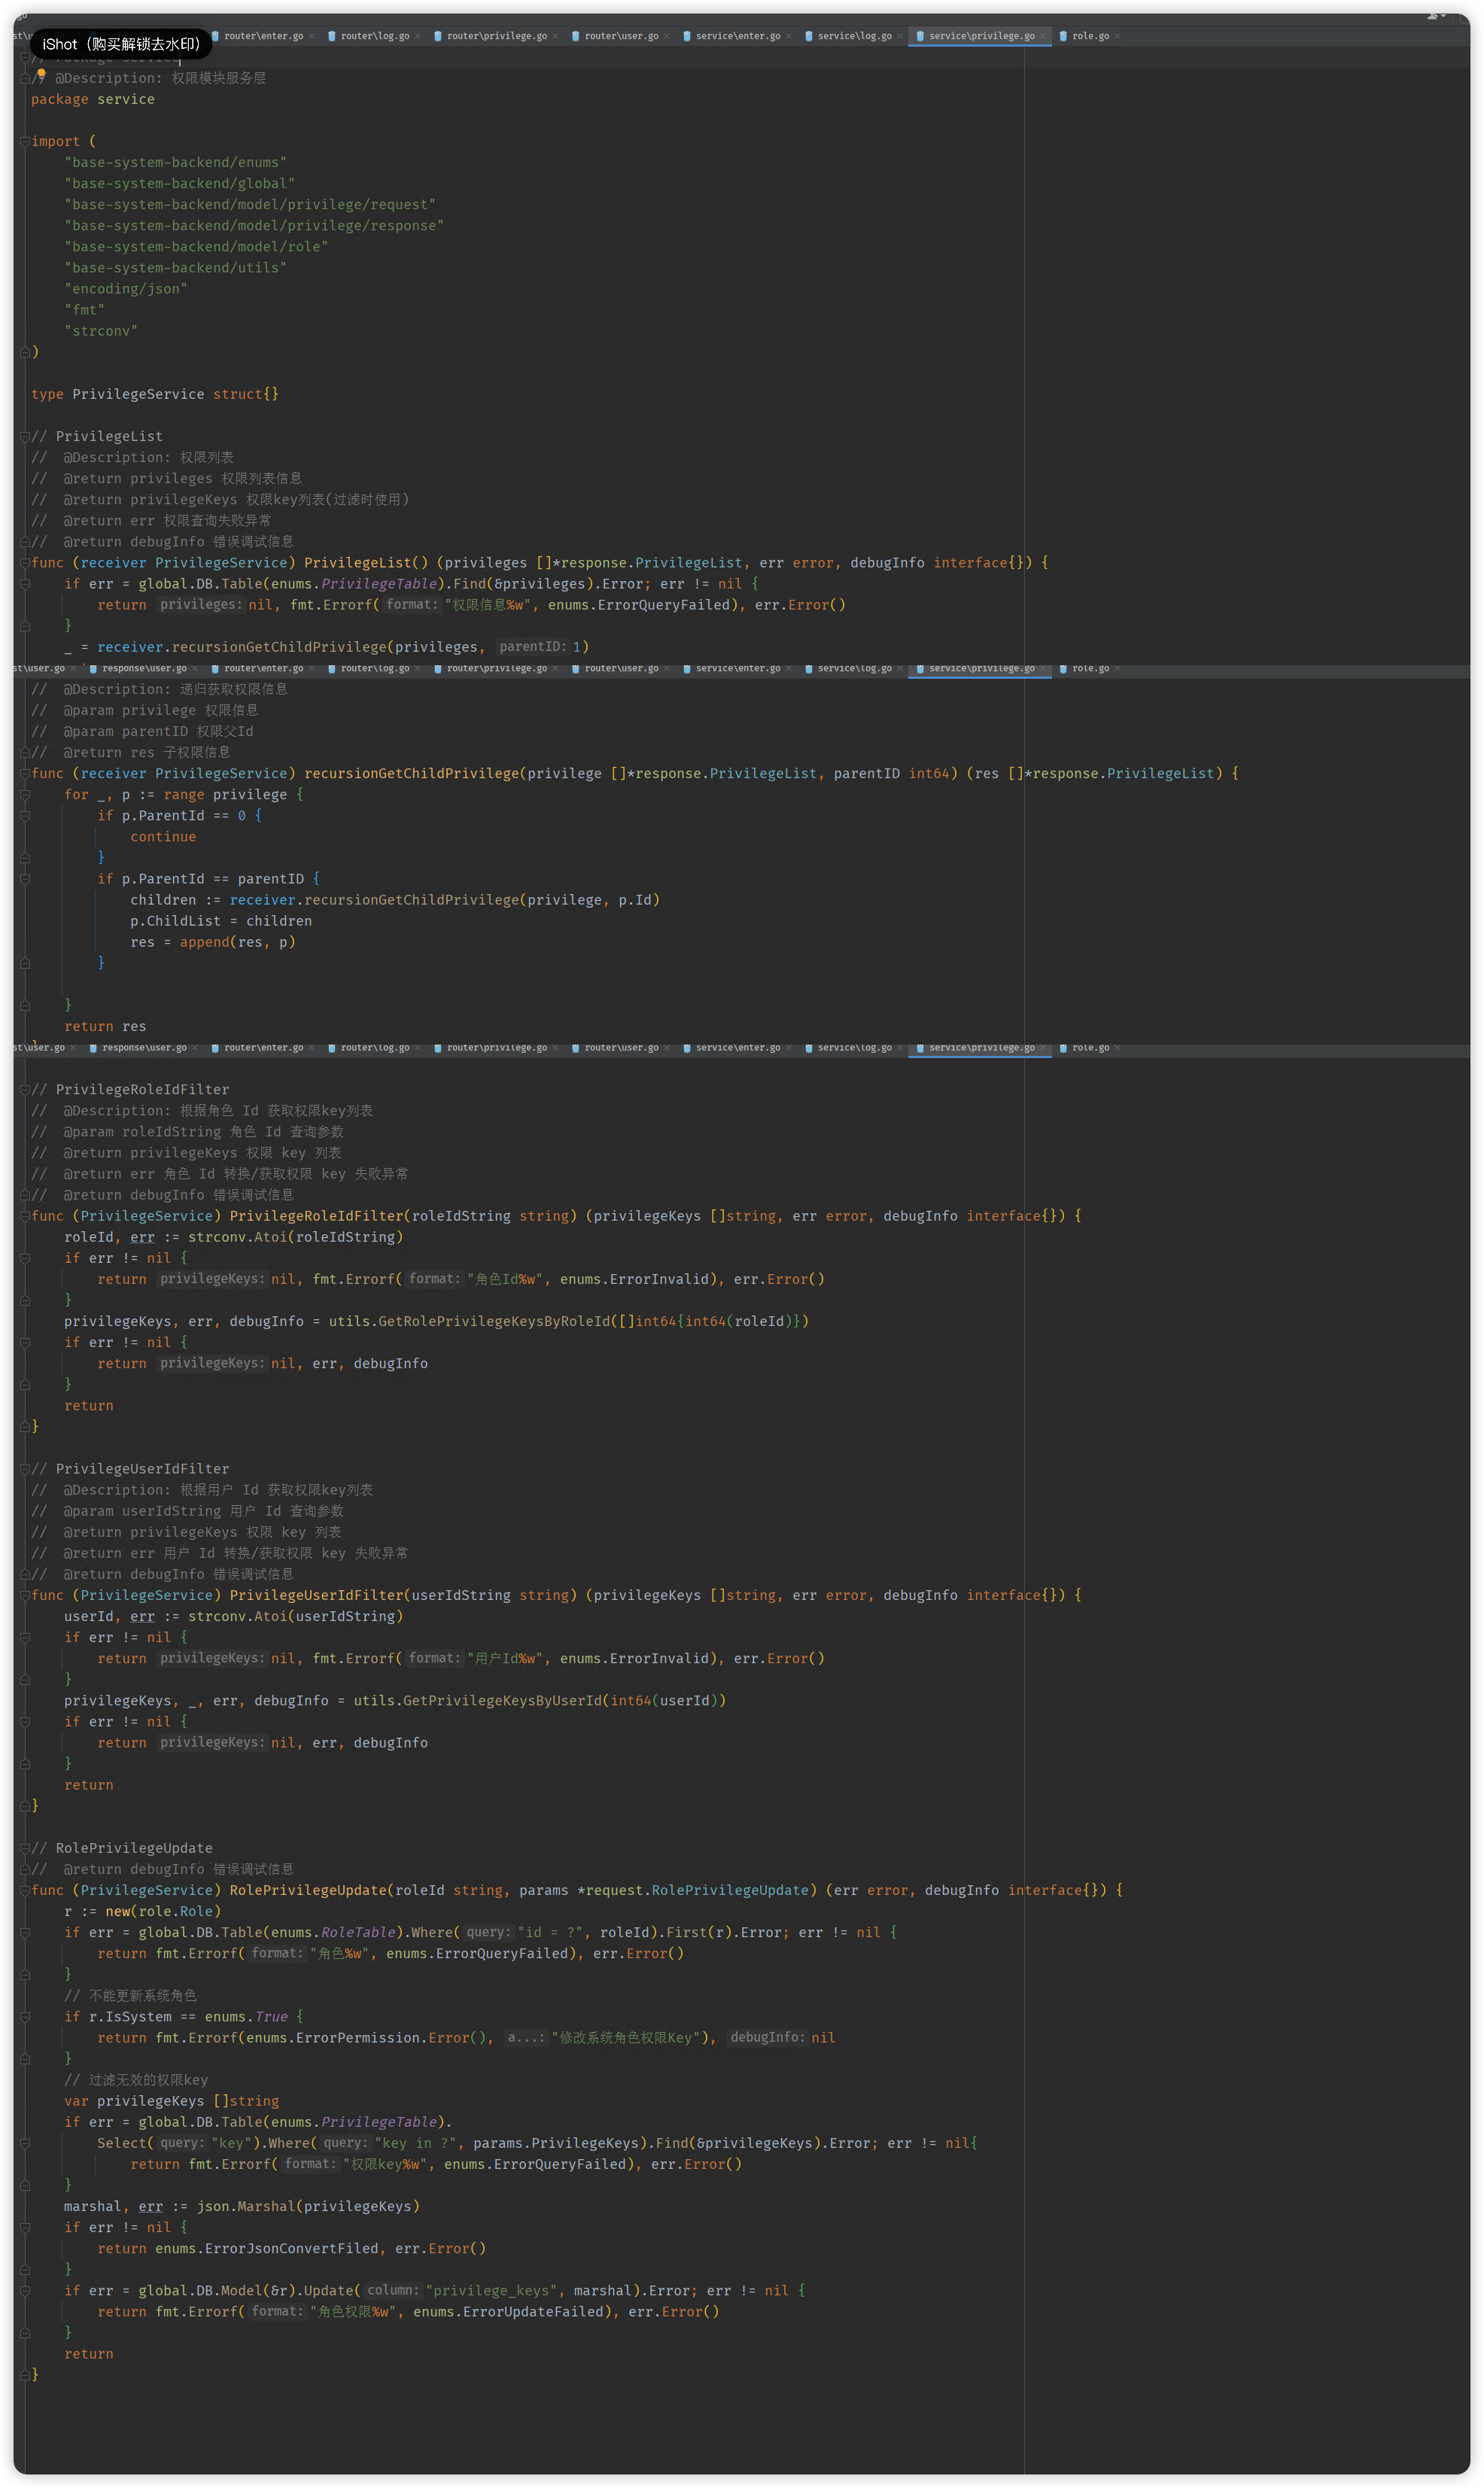 go
st\u
iShot（购买解锁去水印）
router\enter.go × router\log.go × router\privilege.go × router\user.go × service\enter.go × service\log.go × service\privilege.go × role.go ×
// Package Service
// @Description: 权限模块服务层
package service
import (
"base-system-backend/enums"
"base-system-backend/global"
"base-system-backend/model/privilege/request"
"base-system-backend/model/privilege/response"
"base-system-backend/model/role"
"base-system-backend/utils"
"encoding/json"
"fmt"
"strconv"
)
type PrivilegeService struct{}
// PrivilegeList
//  @Description: 权限列表
//  @return privileges 权限列表信息
//  @return privilegeKeys 权限key列表(过滤时使用)
//  @return err 权限查询失败异常
//  @return debugInfo 错误调试信息
func (receiver PrivilegeService) PrivilegeList() (privileges []*response.PrivilegeList, err error, debugInfo interface{}) {
if err = global.DB.Table(enums.PrivilegeTable).Find(&privileges).Error; err != nil {
return privileges: nil, fmt.Errorf( format: "权限信息%w", enums.ErrorQueryFailed), err.Error()
}
_ = receiver.recursionGetChildPrivilege(privileges, parentID: 1)
st\user.go × response\user.go × router\enter.go × router\log.go × router\privilege.go × router\user.go × service\enter.go × service\log.go × service\privilege.go × role.go ×
//  @Description: 递归获取权限信息
//  @param privilege 权限信息
//  @param parentID 权限父Id
//  @return res 子权限信息
func (receiver PrivilegeService) recursionGetChildPrivilege(privilege []*response.PrivilegeList, parentID int64) (res []*response.PrivilegeList) {
for _, p := range privilege {
if p.ParentId == 0 {
continue
}
if p.ParentId == parentID {
children := receiver.recursionGetChildPrivilege(privilege, p.Id)
p.ChildList = children
res = append(res, p)
}
}
return res
}
st\user.go × response\user.go × router\enter.go × router\log.go × router\privilege.go × router\user.go × service\enter.go × service\log.go × service\privilege.go × role.go ×
// PrivilegeRoleIdFilter
//  @Description: 根据角色 Id 获取权限key列表
//  @param roleIdString 角色 Id 查询参数
//  @return privilegeKeys 权限 key 列表
//  @return err 角色 Id 转换/获取权限 key 失败异常
//  @return debugInfo 错误调试信息
func (PrivilegeService) PrivilegeRoleIdFilter(roleIdString string) (privilegeKeys []string, err error, debugInfo interface{}) {
roleId, err := strconv.Atoi(roleIdString)
if err != nil {
return privilegeKeys: nil, fmt.Errorf( format: "角色Id%w", enums.ErrorInvalid), err.Error()
}
privilegeKeys, err, debugInfo = utils.GetRolePrivilegeKeysByRoleId([]int64{int64(roleId)})
if err != nil {
return privilegeKeys: nil, err, debugInfo
}
return
}
// PrivilegeUserIdFilter
//  @Description: 根据用户 Id 获取权限key列表
//  @param userIdString 用户 Id 查询参数
//  @return privilegeKeys 权限 key 列表
//  @return err 用户 Id 转换/获取权限 key 失败异常
//  @return debugInfo 错误调试信息
func (PrivilegeService) PrivilegeUserIdFilter(userIdString string) (privilegeKeys []string, err error, debugInfo interface{}) {
userId, err := strconv.Atoi(userIdString)
if err != nil {
return privilegeKeys: nil, fmt.Errorf( format: "用户Id%w", enums.ErrorInvalid), err.Error()
}
privilegeKeys, _, err, debugInfo = utils.GetPrivilegeKeysByUserId(int64(userId))
if err != nil {
return privilegeKeys: nil, err, debugInfo
}
return
}
// RolePrivilegeUpdate
//  @return debugInfo 错误调试信息
func (PrivilegeService) RolePrivilegeUpdate(roleId string, params *request.RolePrivilegeUpdate) (err error, debugInfo interface{}) {
r := new(role.Role)
if err = global.DB.Table(enums.RoleTable).Where( query: "id = ?", roleId).First(r).Error; err != nil {
return fmt.Errorf( format: "角色%w", enums.ErrorQueryFailed), err.Error()
}
// 不能更新系统角色
if r.IsSystem == enums.True {
return fmt.Errorf(enums.ErrorPermission.Error(), a...: "修改系统角色权限Key"), debugInfo: nil
}
// 过滤无效的权限key
var privilegeKeys []string
if err = global.DB.Table(enums.PrivilegeTable).
Select( query: "key").Where( query: "key in ?", params.PrivilegeKeys).Find(&privilegeKeys).Error; err != nil{
return fmt.Errorf( format: "权限key%w", enums.ErrorQueryFailed), err.Error()
}
marshal, err := json.Marshal(privilegeKeys)
if err != nil {
return enums.ErrorJsonConvertFiled, err.Error()
}
if err = global.DB.Model(&r).Update( column: "privilege_keys", marshal).Error; err != nil {
return fmt.Errorf( format: "角色权限%w", enums.ErrorUpdateFailed), err.Error()
}
return
}